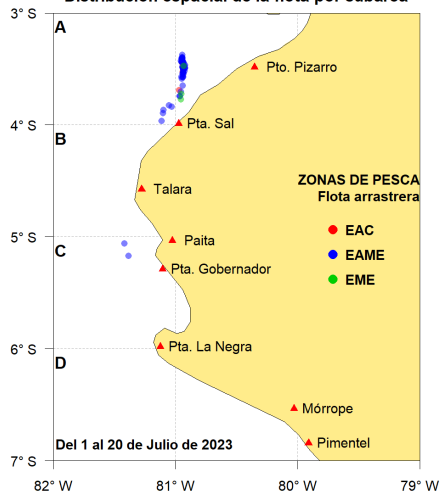 Distribución espacial de la flota por subárea
3° S
A
Pto. Pizarro
4° S
Pta. Sal
B
ZONAS DE PESCA
Talara
Flota arrastrera
EAC
5° S
Paita
C
EAME
Pta. Gobernador
EME
6° S
Pta. La Negra
D
Mórrope
Del 1 al 20 de Julio de 2023
Pimentel
7° S
82° W
81° W
80° W
79° W